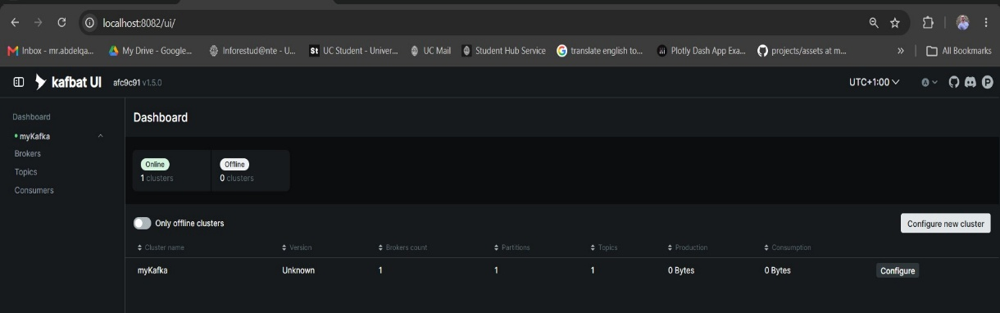 localhost:8082/ui/
Inbox - mr.abdelqa... My Drive - Google... Inforestud@nte - U... St UC Student - Univer... UC Mail Student Hub Service translate english to... Plotly Dash App Exa... projects/assets at m... » All Bookmarks
kafbat UI afc9c91 v1.5.0 UTC+1:00
Dashboard
myKafka
Brokers
Topics
Consumers
Dashboard
Online
1 clusters
Offline
0 clusters
Only offline clusters Configure new cluster
Cluster name Version Brokers count Partitions Topics Production Consumption
myKafka Unknown 1 1 1 0 Bytes 0 Bytes Configure